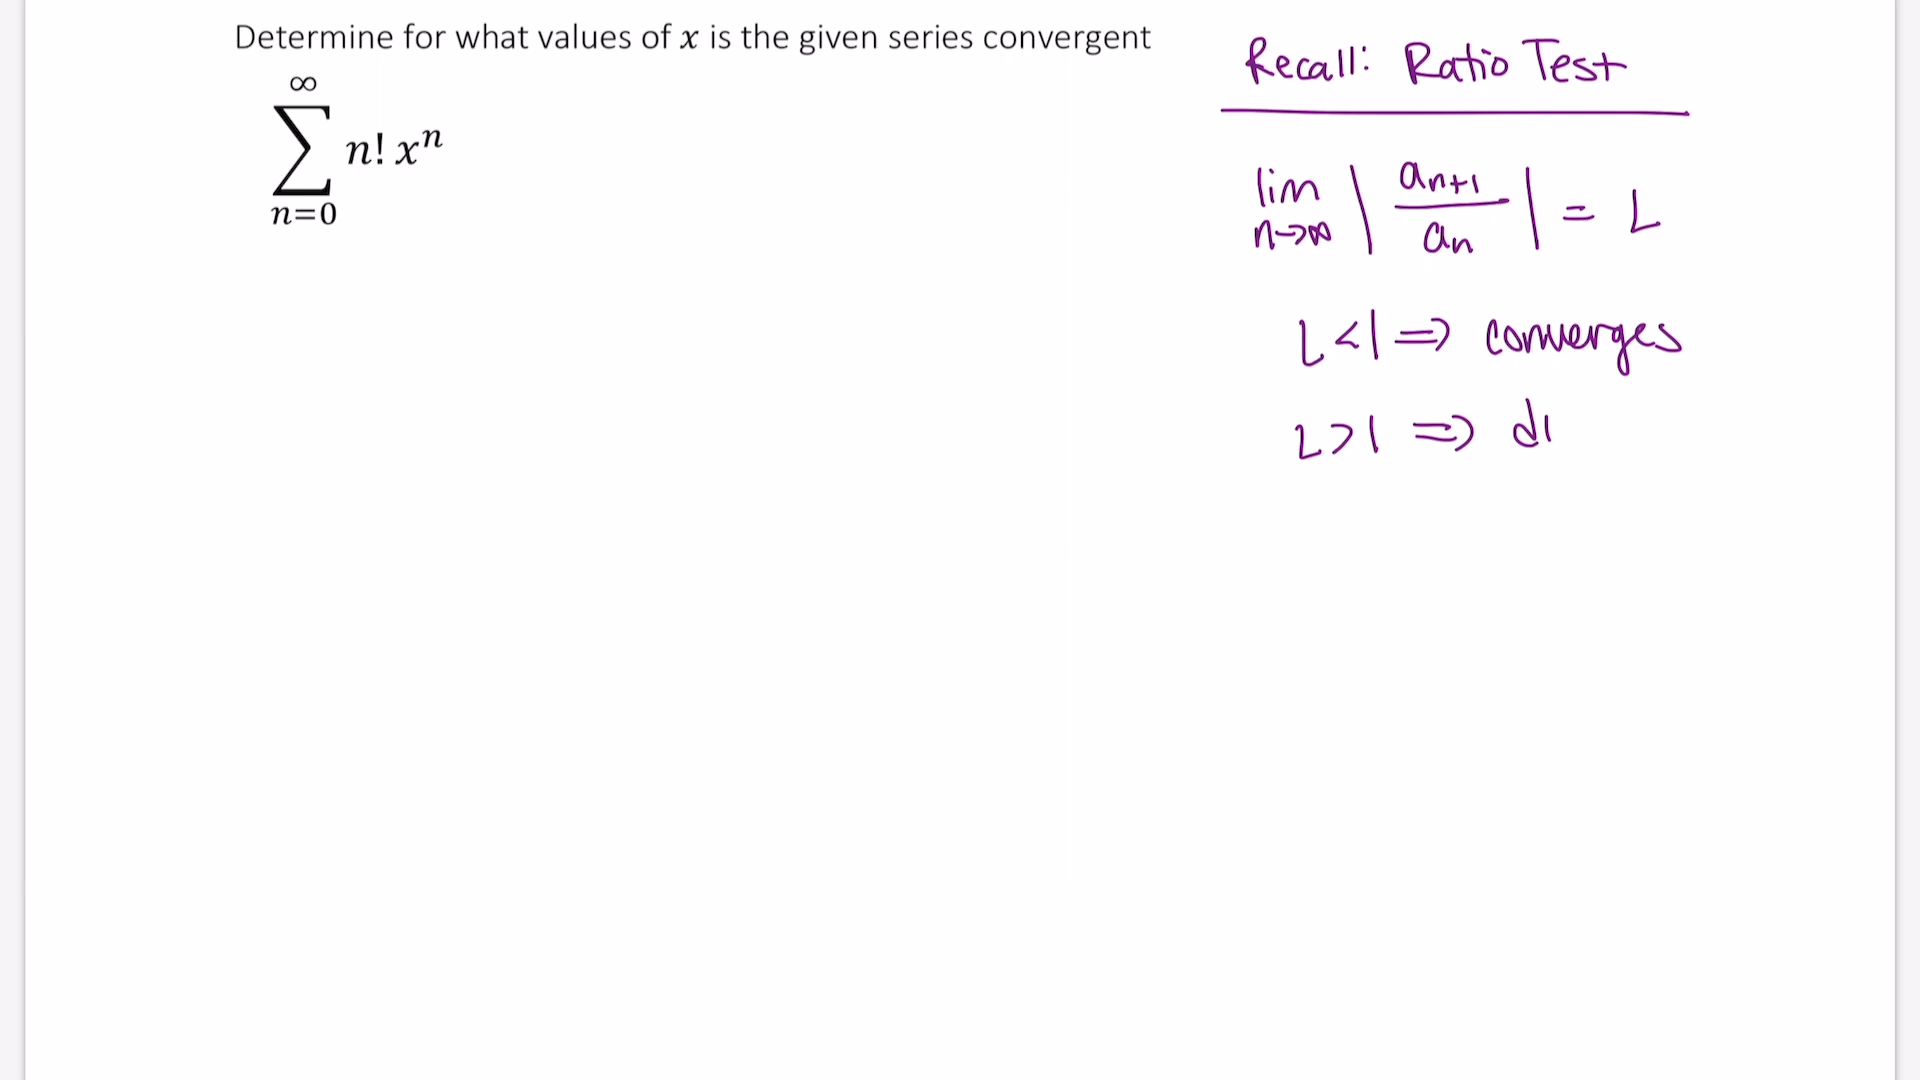 Determine for what values of x is the given series convergent
∞
∑ n! xⁿ
n=0
Recall: Ratio Test
lim | aₙ₊₁ / aₙ | = L
n→∞
L<1 ⇒ converges
L>1 ⇒ di